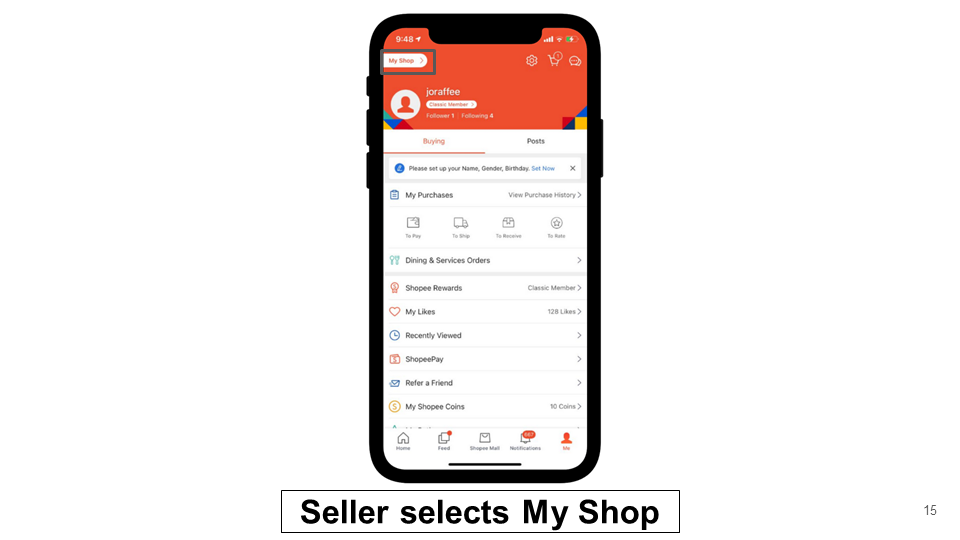 9:48
My Shop
1
joraffee
Classic Member
Follower 1 Following 4
Buying Posts
Please set up your Name, Gender, Birthday. Set Now
My Purchases View Purchase History
To Pay To Ship To Receive To Rate
Dining & Services Orders
Shopee Rewards Classic Member
My Likes 128 Likes
Recently Viewed
ShopeePay
Refer a Friend
My Shopee Coins 10 Coins
667
Home Feed Shopee Mall Notifications Me
Seller selects My Shop
15